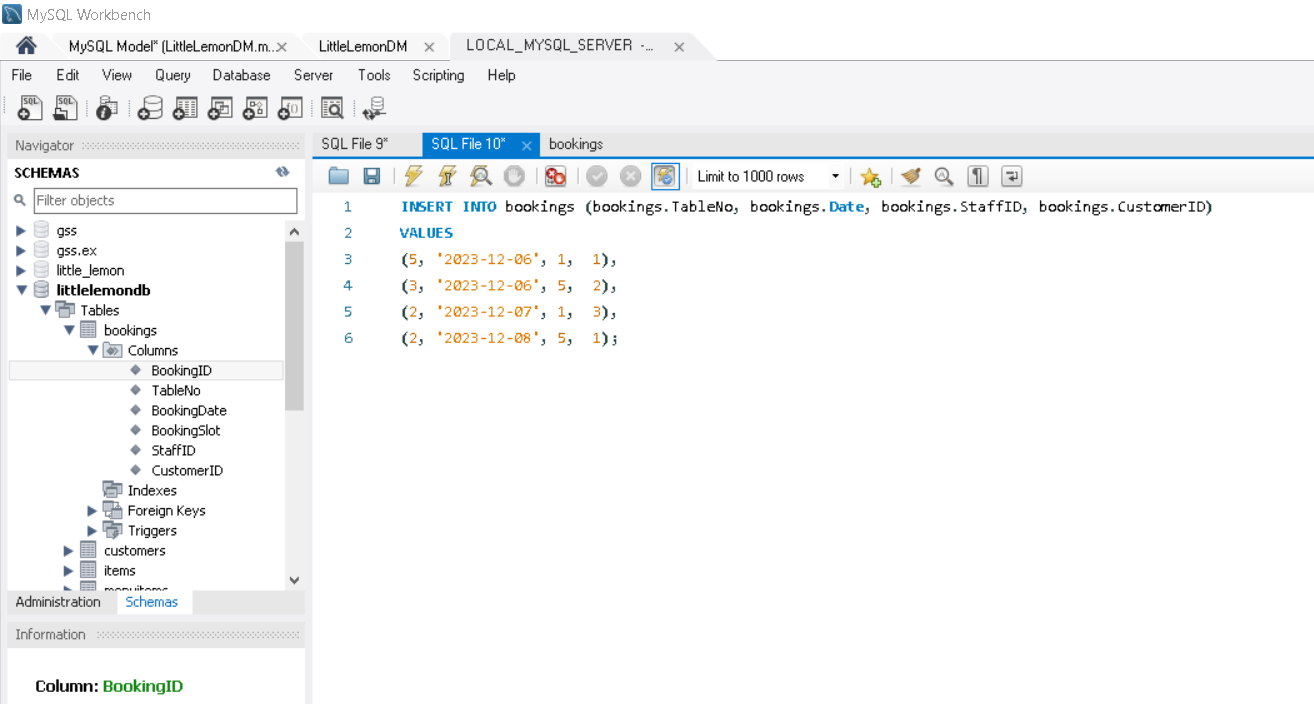 MySQL Workbench
MySQL Model* (LittleLemonDM.m...
LittleLemonDM
LOCAL_MYSQL_SERVER -...
File Edit View Query Database Server Tools Scripting Help
Navigator
SCHEMAS
Filter objects
gss
gss.ex
little_lemon
littlelemondb
Tables
bookings
Columns
BookingID
TableNo
BookingDate
BookingSlot
StaffID
CustomerID
Indexes
Foreign Keys
Triggers
customers
items
menuitems
Administration Schemas
Information
Column: BookingID
SQL File 9* SQL File 10* bookings
Limit to 1000 rows
1 INSERT INTO bookings (bookings.TableNo, bookings.Date, bookings.StaffID, bookings.CustomerID)
2 VALUES
3 (5, '2023-12-06', 1, 1),
4 (3, '2023-12-06', 5, 2),
5 (2, '2023-12-07', 1, 3),
6 (2, '2023-12-08', 5, 1);